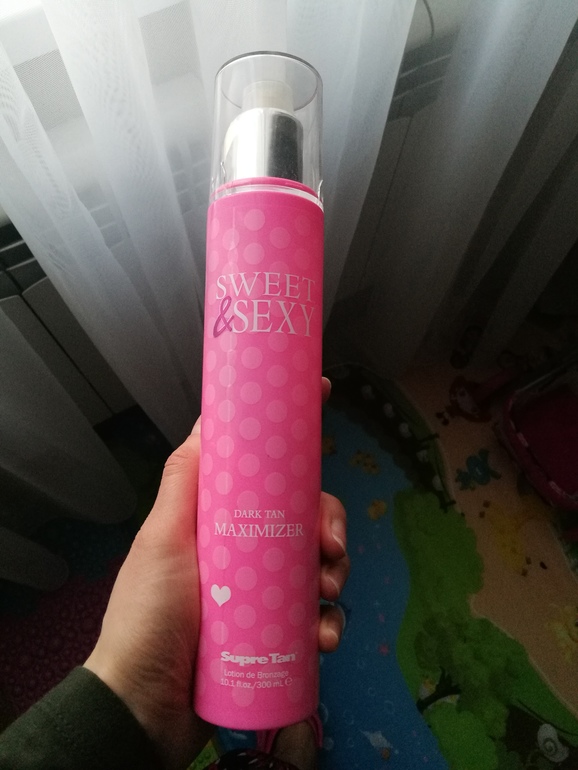 SWEET
&SEXY
DARK TAN
MAXIMIZER
Supre Tan
Lotion de Bronzage
10.1 fl.oz./300 mL ℮